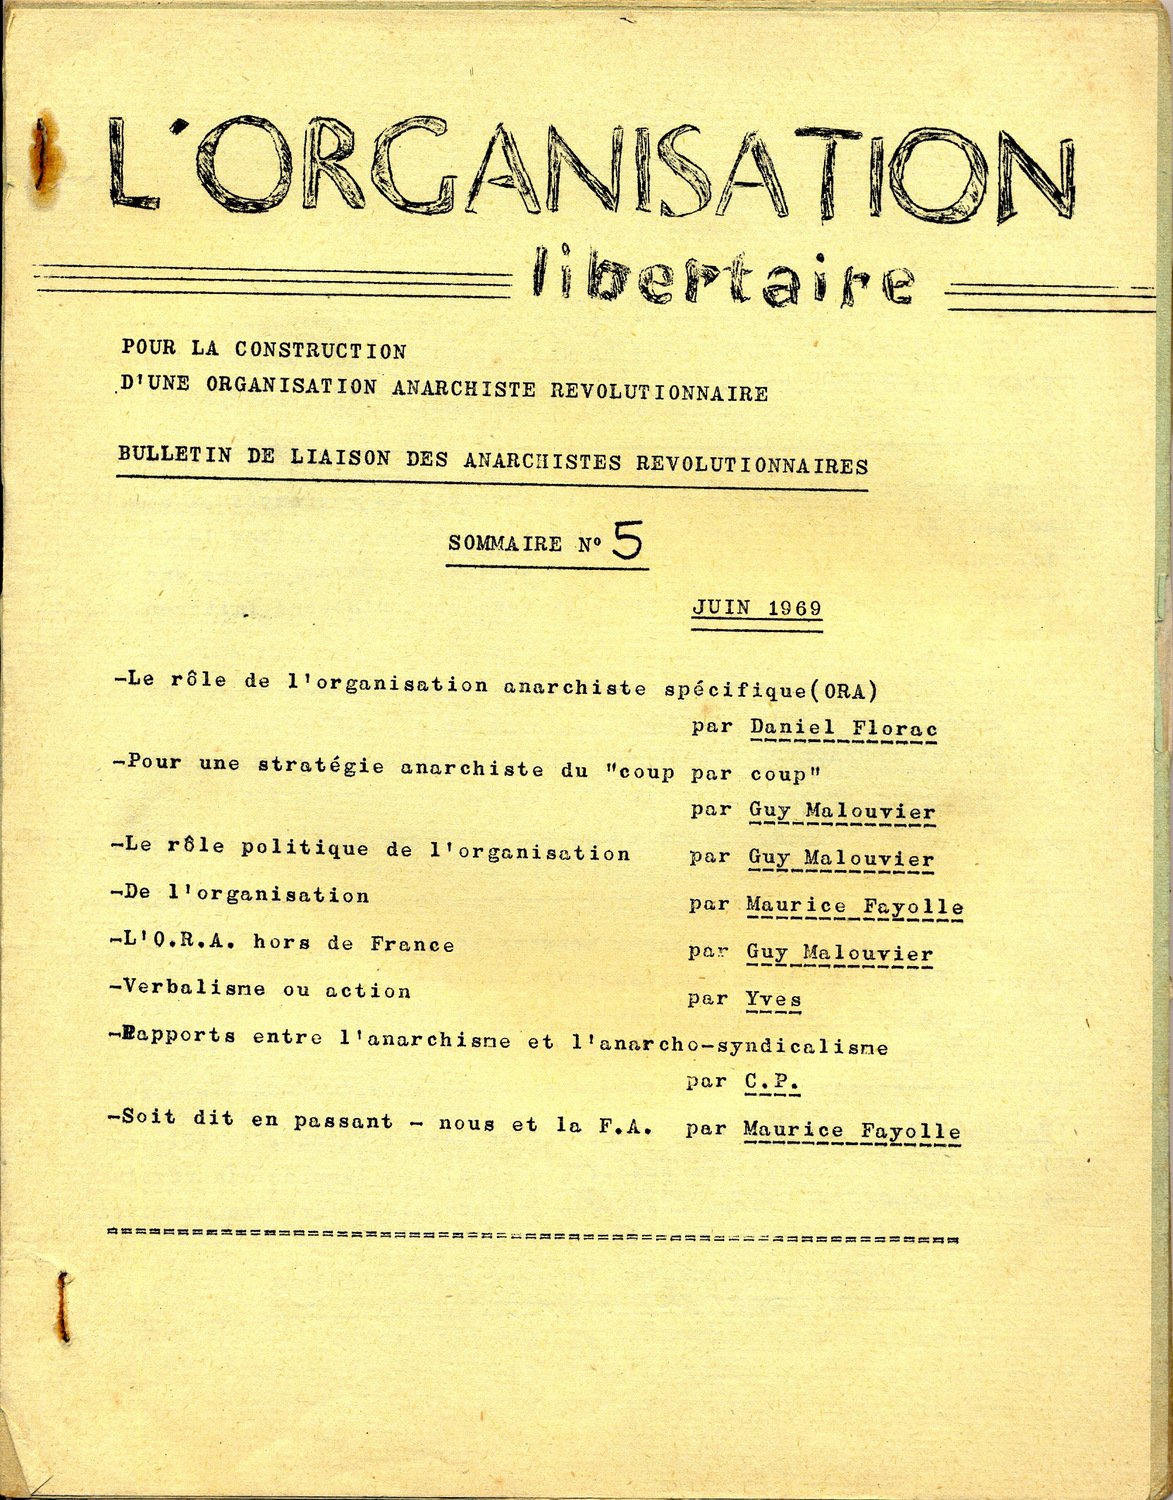 L'ORGANISATION
libertaire
POUR LA CONSTRUCTION
D'UNE ORGANISATION ANARCHISTE REVOLUTIONNAIRE
BULLETIN DE LIAISON DES ANARCHISTES REVOLUTIONNAIRES
SOMMAIRE N° 5
JUIN 1969
-Le rôle de l'organisation anarchiste spécifique(ORA)
par Daniel Florac
-Pour une stratégie anarchiste du "coup par coup"
par Guy Malouvier
-Le rôle politique de l'organisation par Guy Malouvier
-De l'organisation par Maurice Fayolle
-L'O.R.A. hors de France par Guy Malouvier
-Verbalisme ou action par Yves
-Rapports entre l'anarchisme et l'anarcho-syndicalisme
par C.P.
-Soit dit en passant - nous et la F.A. par Maurice Fayolle